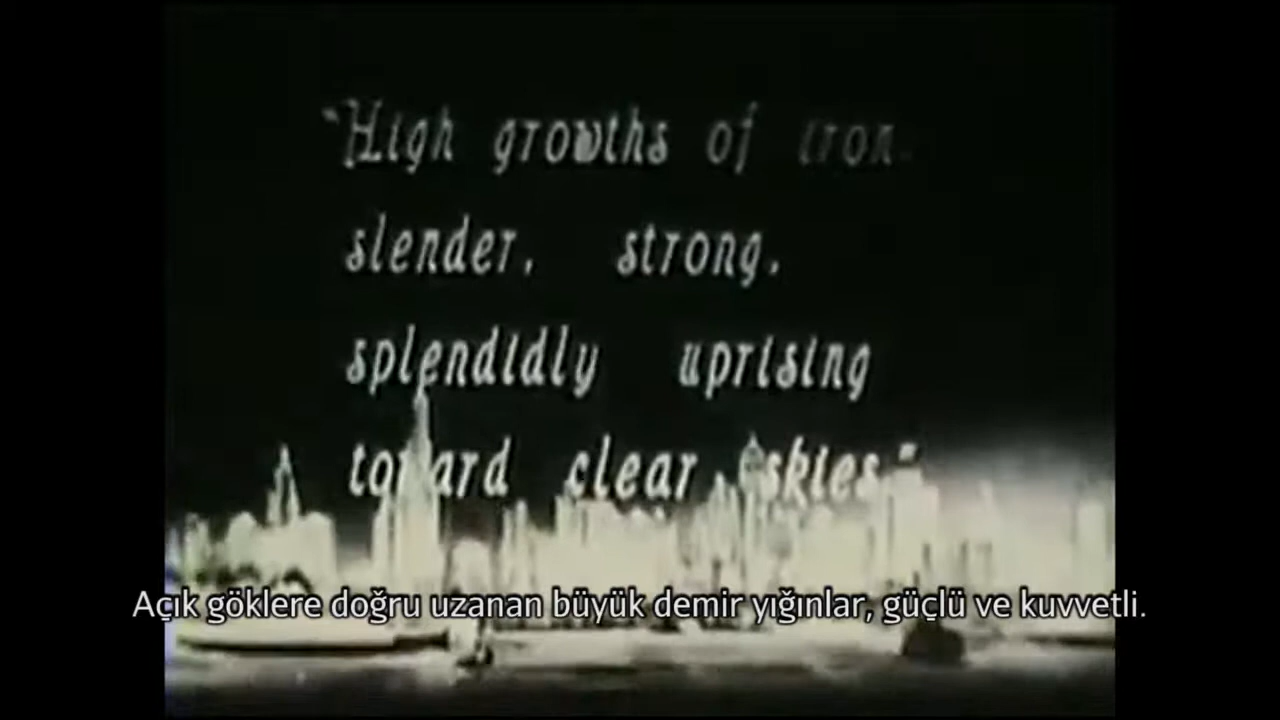 "High growths of iron.
slender, strong,
splendidly uprising
toward clear skies."
Açık göklere doğru uzanan büyük demir yığınlar, güçlü ve kuvvetli.